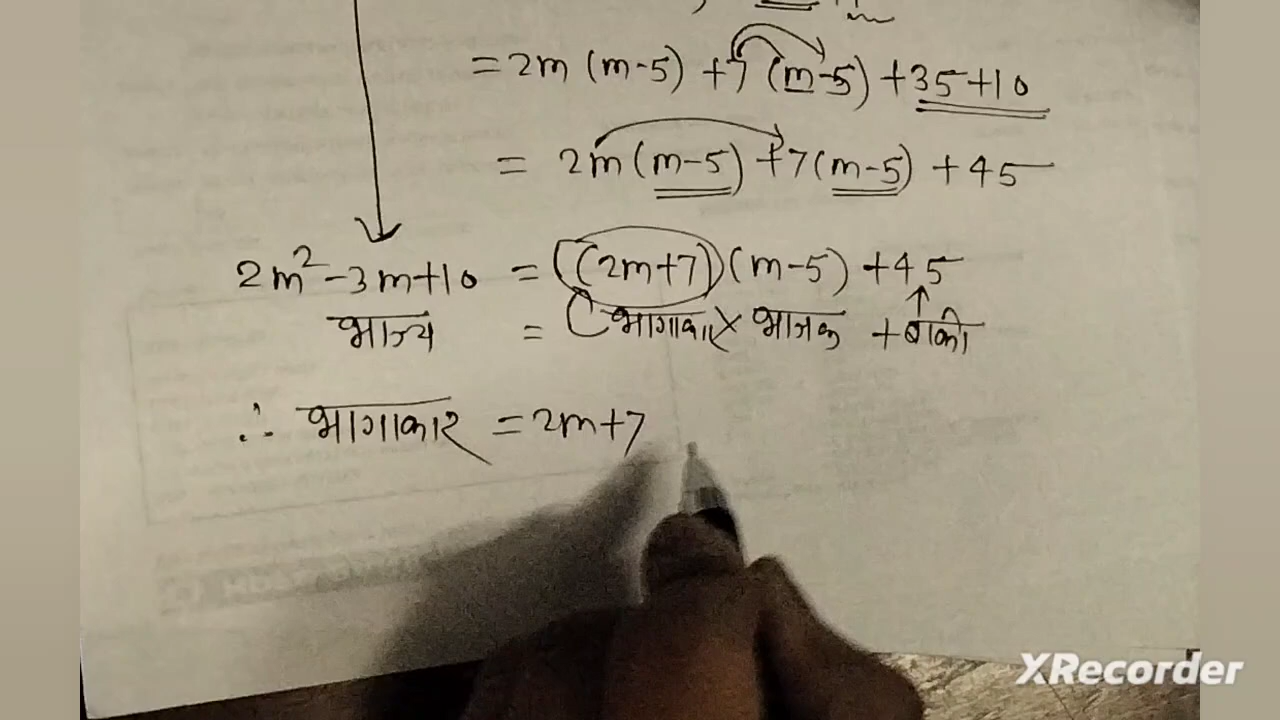 = 2m (m-5) +7 (m-5) +35+10
= 2m (m-5) +7 (m-5) +45
2m²-3m+10 = ((2m+7))(m-5) +45
भाज्य = ( भागाकार × भाजक + बाकी
∴ भागाकार = 2m+7
XRecorder